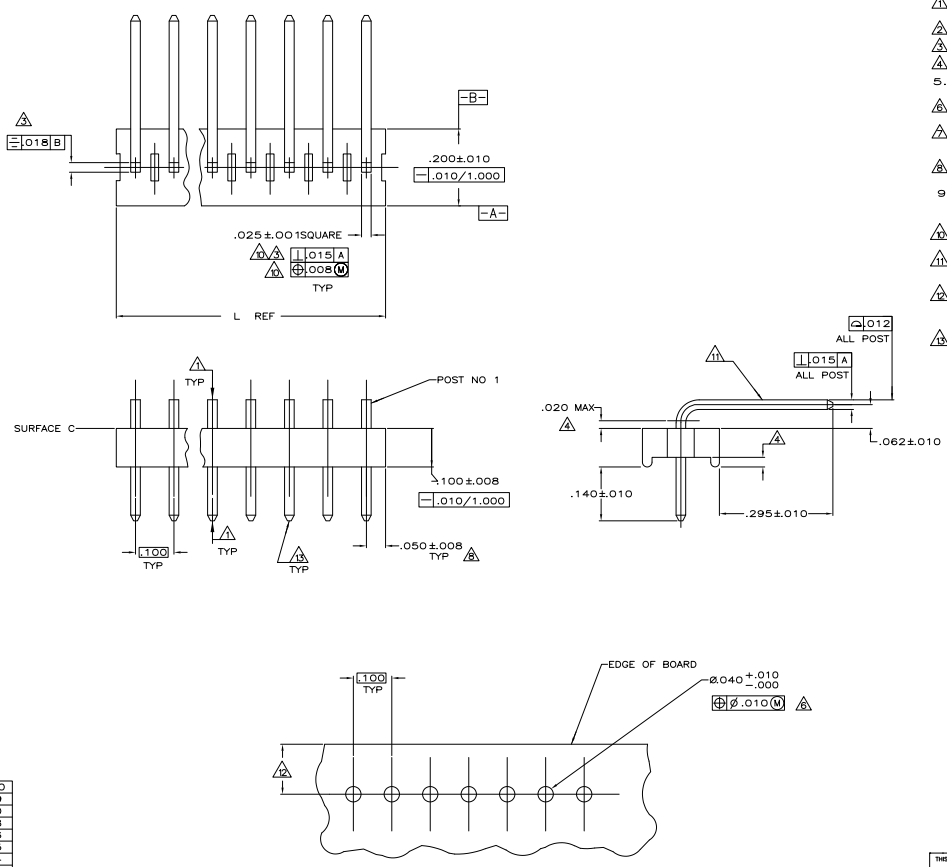 1
2
3
4
5.
6
7
8
9
10
11
12
13
-B-
3
.018 B
.200±.010
.010/1.000
-A-
.025±.001SQUARE
10 3 ⊥ .015 A
10 ⌖ .008 Ⓜ
TYP
L REF
⌓ .012
ALL POST
⊥ .015 A
ALL POST
1
TYP
POST NO 1
11
.020 MAX
4
SURFACE C
4
.062±.010
.100±.008
.010/1.000
.140±.010
.295±.010
.100
TYP
1
TYP
13
TYP
.050±.008
TYP 8
EDGE OF BOARD
.100
TYP
Ø.040 +.010
-.000
⌖ Ø.010 Ⓜ 6
12